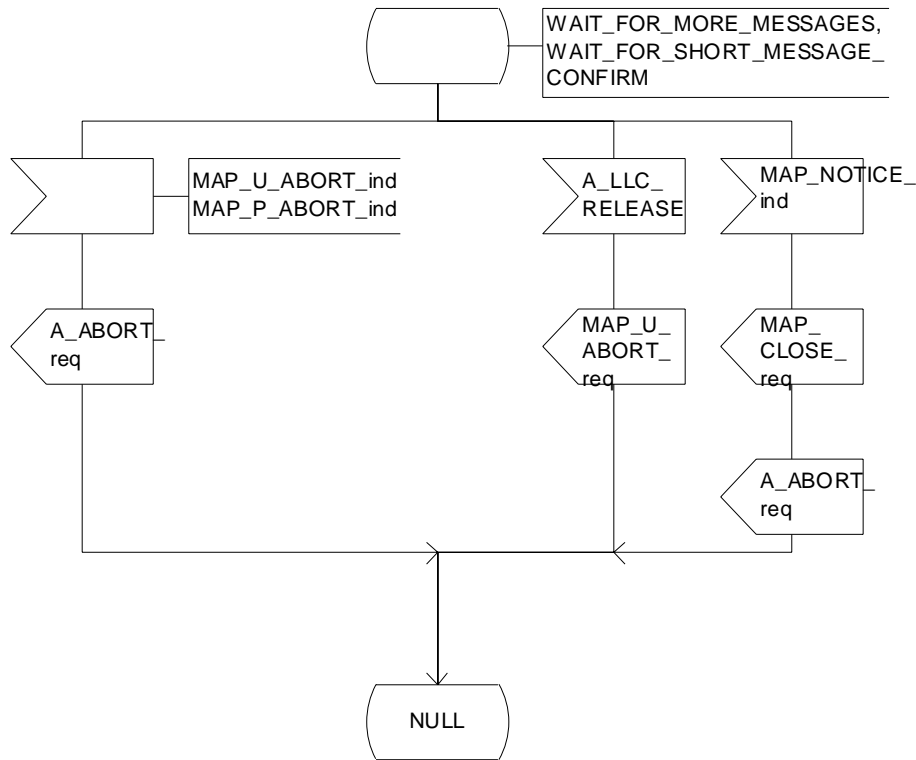 WAIT_FOR_MORE_MESSAGES,
WAIT_FOR_SHORT_MESSAGE_
CONFIRM
MAP_U_ABORT_ind
MAP_P_ABORT_ind
A_LLC_
RELEASE
MAP_NOTICE_
ind
A_ABORT_
req
MAP_U_
ABORT_
req
MAP_
CLOSE_
req
A_ABORT_
req
NULL